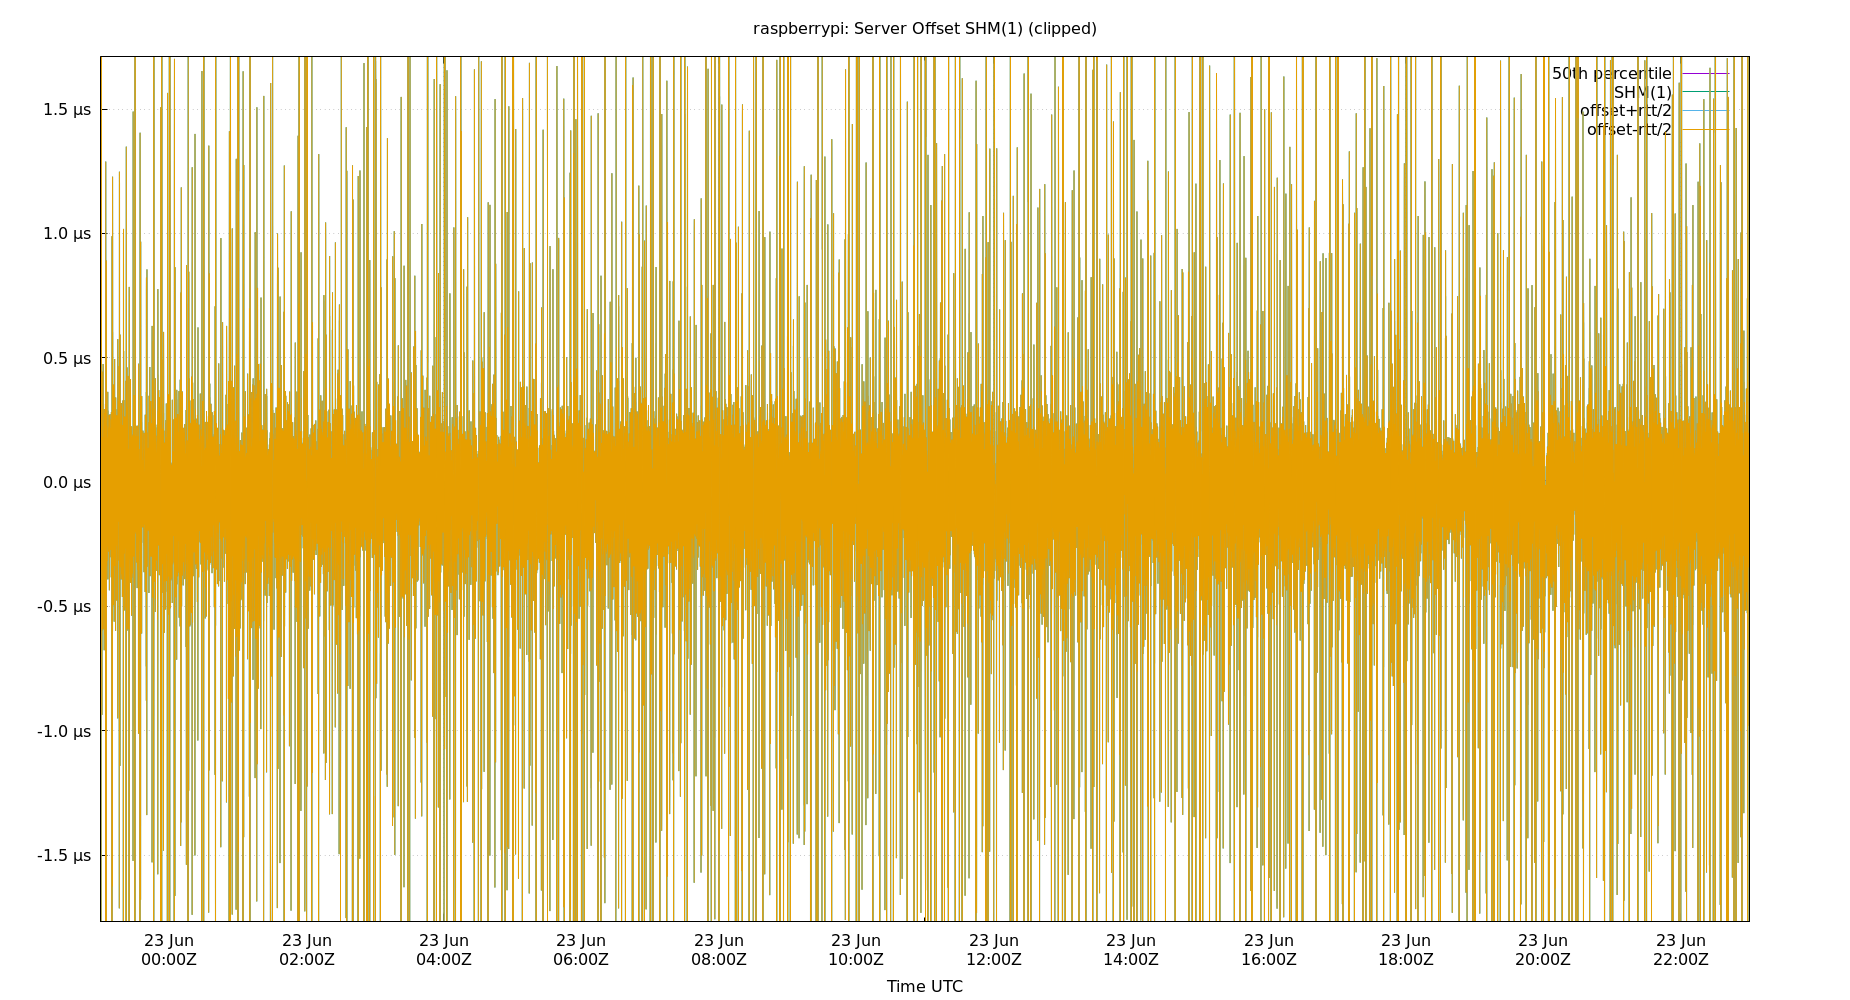 raspberrypi: Server Offset SHM(1) (clipped)
50th percentile
SHM(1)
offset+rtt/2
offset-rtt/2
1.5 µs
1.0 µs
0.5 µs
0.0 µs
-0.5 µs
-1.0 µs
-1.5 µs
23 Jun 23 Jun 23 Jun 23 Jun 23 Jun 23 Jun 23 Jun 23 Jun 23 Jun 23 Jun 23 Jun 23 Jun
00:00Z 02:00Z 04:00Z 06:00Z 08:00Z 10:00Z 12:00Z 14:00Z 16:00Z 18:00Z 20:00Z 22:00Z
Time UTC